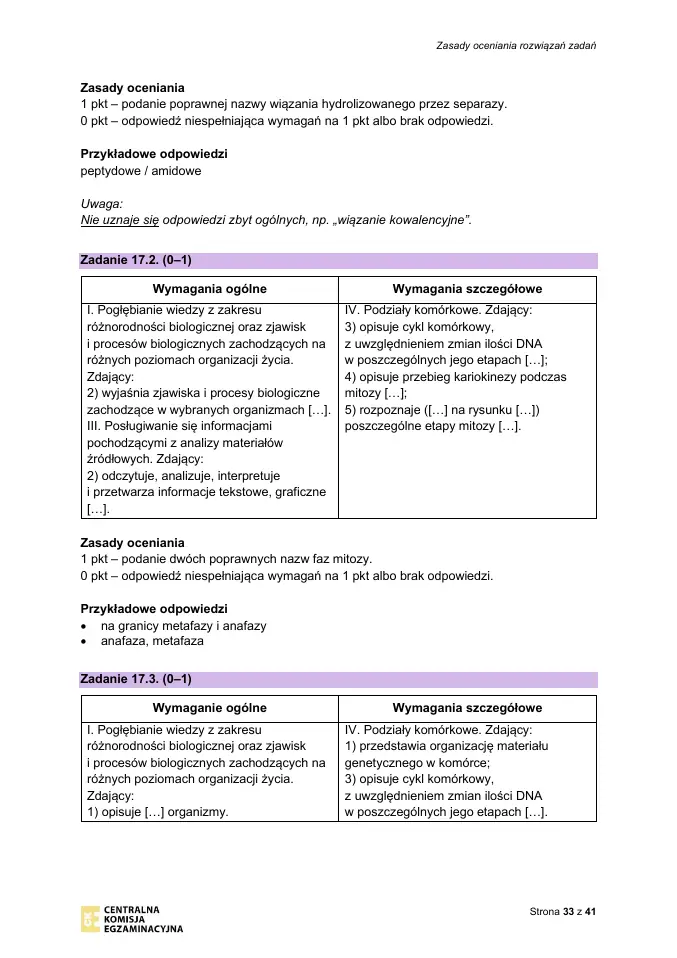 Zasady oceniania rozwiązań zadań
Zasady oceniania
1 pkt – podanie poprawnej nazwy wiązania hydrolizowanego przez separazy.
0 pkt – odpowiedź niespełniająca wymagań na 1 pkt albo brak odpowiedzi.
Przykładowe odpowiedzi
peptydowe / amidowe
Uwaga:
Nie uznaje się odpowiedzi zbyt ogólnych, np. „wiązanie kowalencyjne”.
Zadanie 17.2. (0–1)
Wymagania ogólne
I. Pogłębianie wiedzy z zakresu
różnorodności biologicznej oraz zjawisk
i procesów biologicznych zachodzących na
różnych poziomach organizacji życia.
Zdający:
2) wyjaśnia zjawiska i procesy biologiczne
zachodzące w wybranych organizmach […].
III. Posługiwanie się informacjami
pochodzącymi z analizy materiałów
źródłowych. Zdający:
2) odczytuje, analizuje, interpretuje
i przetwarza informacje tekstowe, graficzne
[…].
Wymagania szczegółowe
IV. Podziały komórkowe. Zdający:
3) opisuje cykl komórkowy,
z uwzględnieniem zmian ilości DNA
w poszczególnych jego etapach […];
4) opisuje przebieg kariokinezy podczas
mitozy […];
5) rozpoznaje ([…] na rysunku […])
poszczególne etapy mitozy […].
Zasady oceniania
1 pkt – podanie dwóch poprawnych nazw faz mitozy.
0 pkt – odpowiedź niespełniająca wymagań na 1 pkt albo brak odpowiedzi.
Przykładowe odpowiedzi
• na granicy metafazy i anafazy
• anafaza, metafaza
Zadanie 17.3. (0–1)
Wymaganie ogólne
I. Pogłębianie wiedzy z zakresu
różnorodności biologicznej oraz zjawisk
i procesów biologicznych zachodzących na
różnych poziomach organizacji życia.
Zdający:
1) opisuje […] organizmy.
Wymagania szczegółowe
IV. Podziały komórkowe. Zdający:
1) przedstawia organizację materiału
genetycznego w komórce;
3) opisuje cykl komórkowy,
z uwzględnieniem zmian ilości DNA
w poszczególnych jego etapach […].
CKE
CENTRALNA
KOMISJA
EGZAMINACYJNA
Strona 33 z 41